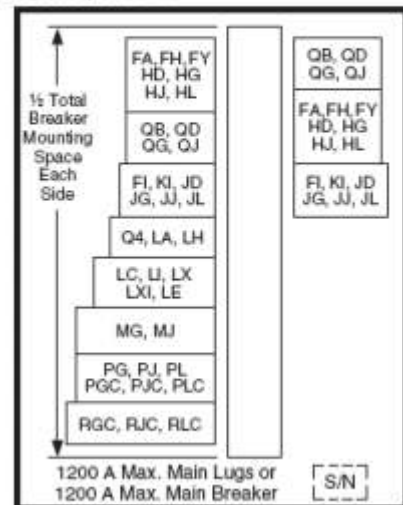 ½ Total
Breaker
Mounting
Space
Each
Side
FA, FH, FY
HD, HG
HJ, HL
QB, QD
QG, QJ
FI, KI, JD
JG, JJ, JL
Q4, LA, LH
LC, LI, LX
LXI, LE
MG, MJ
PG, PJ, PL
PGC, PJC, PLC
RGC, RJC, RLC
QB, QD
QG, QJ
FA, FH, FY
HD, HG
HJ, HL
FI, KI, JD
JG, JJ, JL
1200 A Max. Main Lugs or
1200 A Max. Main Breaker
S/N